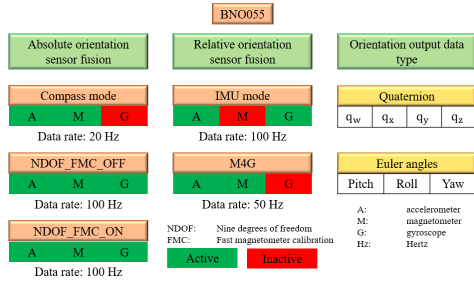 BNO055
Absolute orientation
sensor fusion
Relative orientation
sensor fusion
Orientation output data
type
Compass mode
A M G
Data rate: 20 Hz
IMU mode
A M G
Data rate: 100 Hz
Quaternion
qw qx qy qz
NDOF_FMC_OFF
A M G
Data rate: 100 Hz
M4G
A M G
Data rate: 50 Hz
Euler angles
Pitch Roll Yaw
A: accelerometer
M: magnetometer
G: gyroscope
Hz: Hertz
NDOF_FMC_ON
A M G
Data rate: 100 Hz
NDOF: Nine degrees of freedom
FMC: Fast magnetometer calibration
Active Inactive